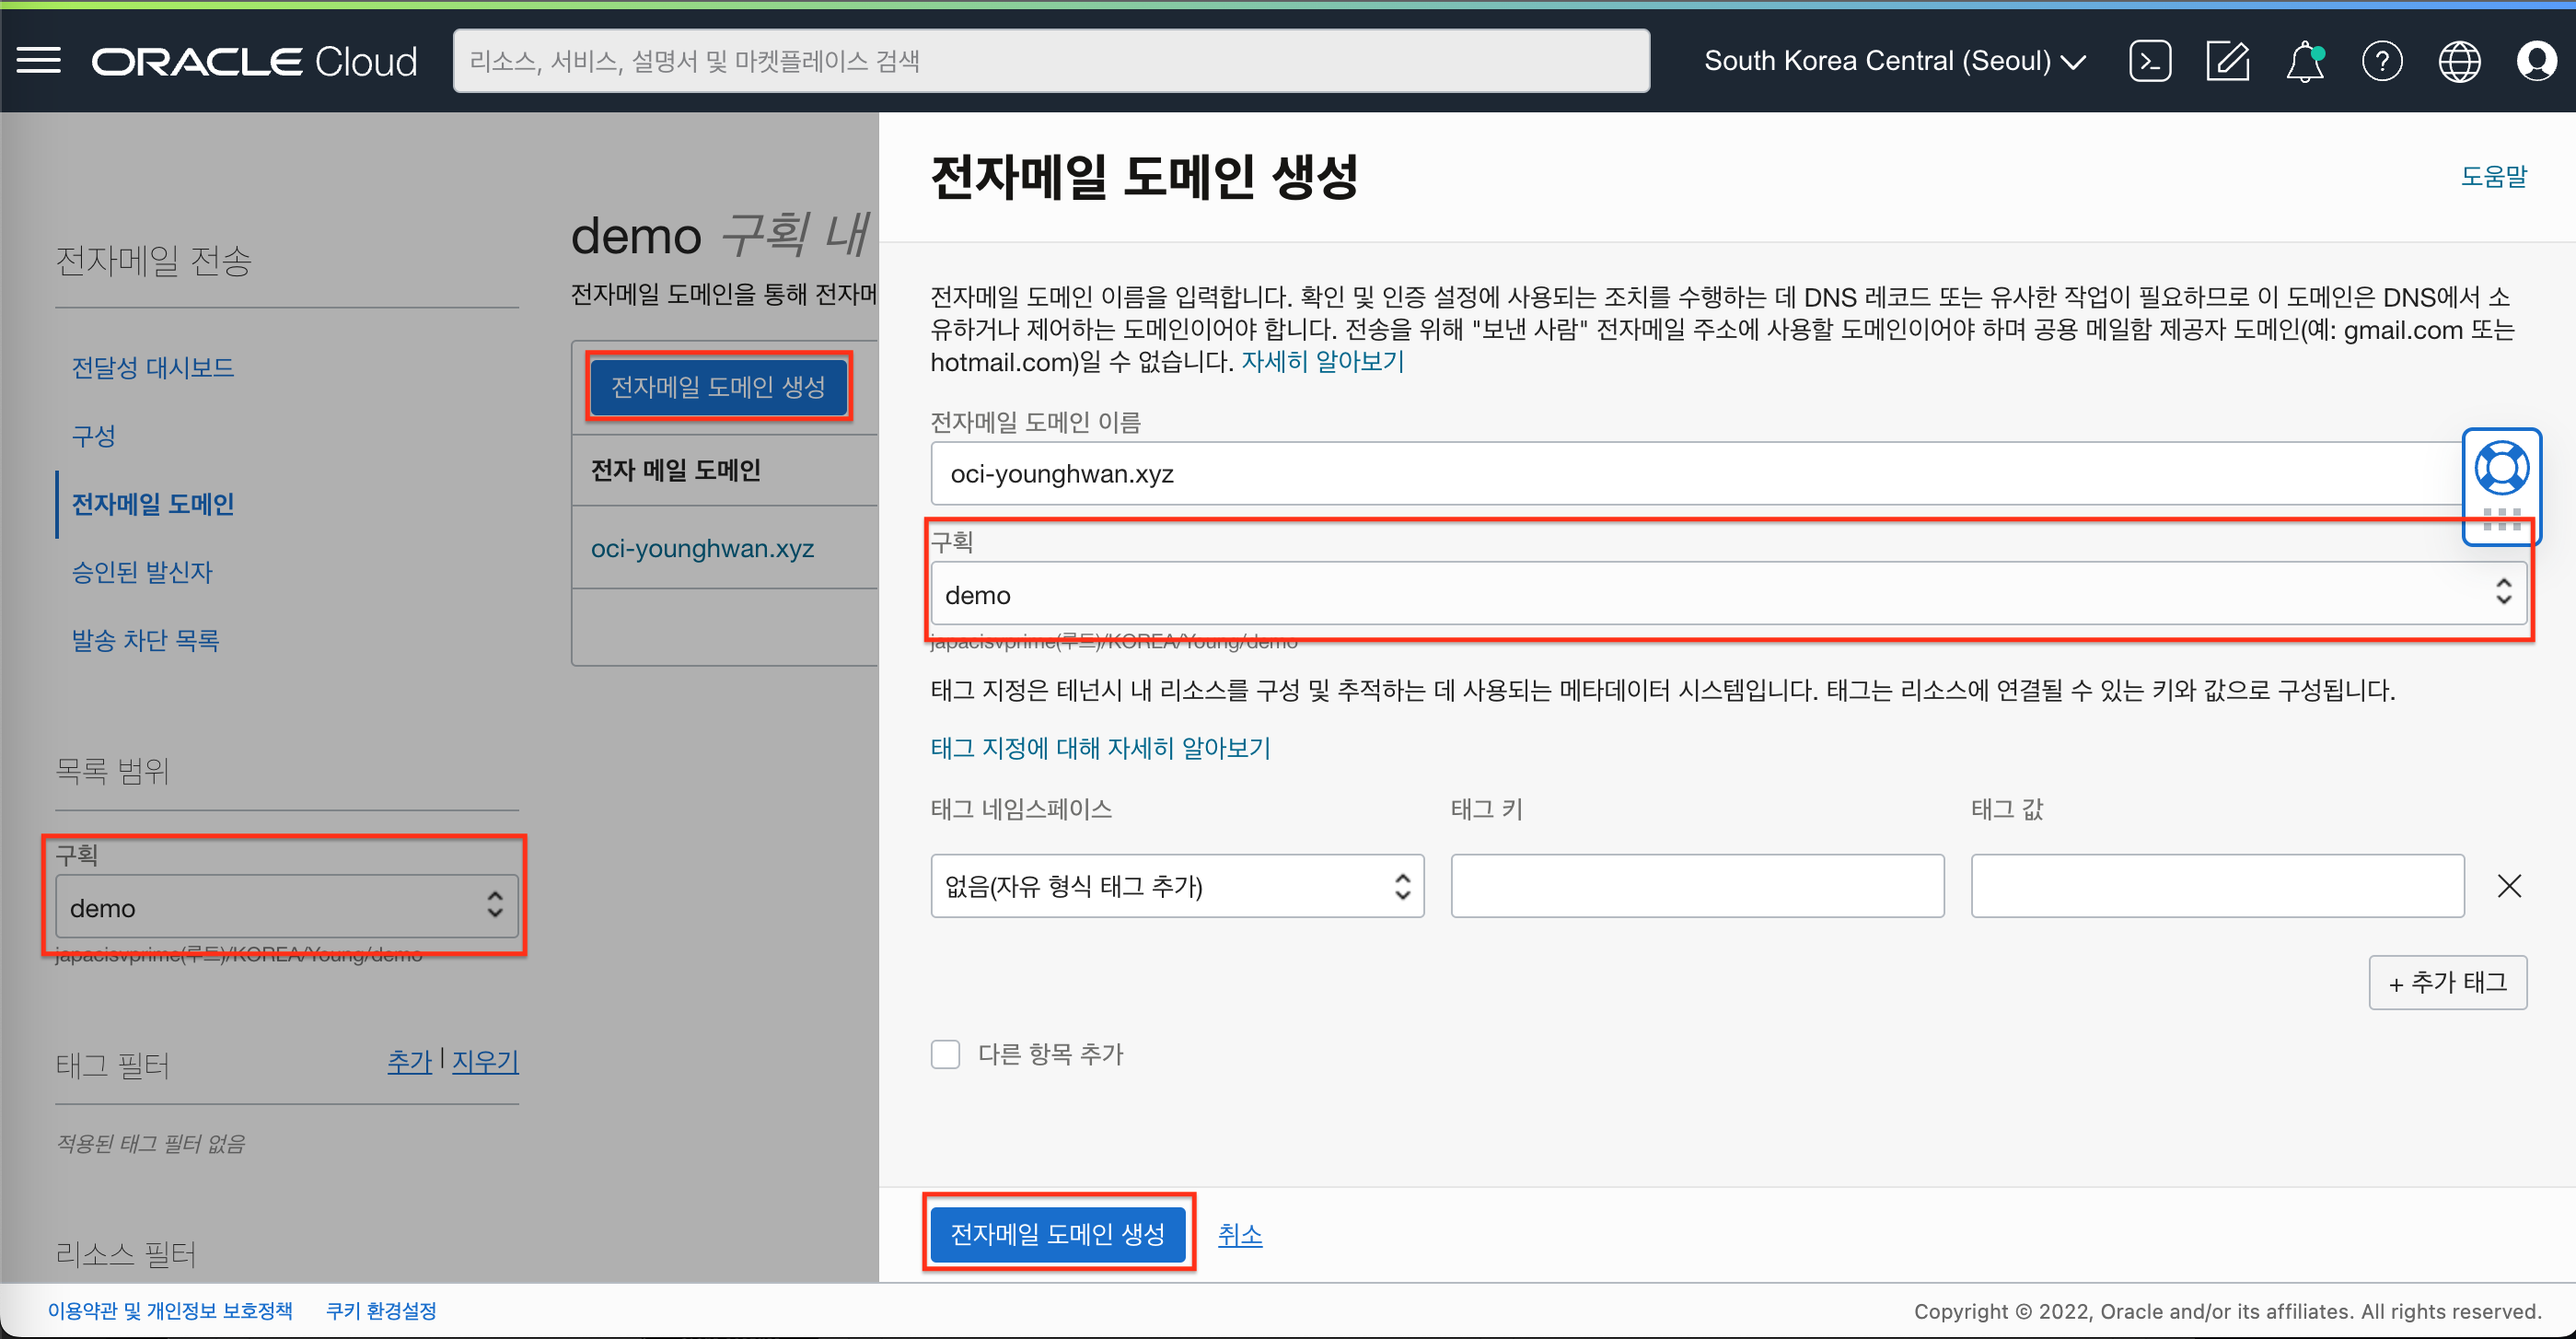 ORACLE Cloud
리소스, 서비스, 설명서 및 마켓플레이스 검색
South Korea Central (Seoul)
전자메일 전송
전달성 대시보드
구성
전자메일 도메인
승인된 발신자
발송 차단 목록
목록 범위
구획
demo
japacisvprime(루트)/KOREA/Young/demo
태그 필터
추가 | 지우기
적용된 태그 필터 없음
리소스 필터
demo 구획 내
전자메일 도메인을 통해 전자메
전자메일 도메인 생성
전자 메일 도메인
oci-younghwan.xyz
전자메일 도메인 생성
도움말
전자메일 도메인 이름을 입력합니다. 확인 및 인증 설정에 사용되는 조치를 수행하는 데 DNS 레코드 또는 유사한 작업이 필요하므로 이 도메인은 DNS에서 소
유하거나 제어하는 도메인이어야 합니다. 전송을 위해 "보낸 사람" 전자메일 주소에 사용할 도메인이어야 하며 공용 메일함 제공자 도메인(예: gmail.com 또는
hotmail.com)일 수 없습니다. 자세히 알아보기
전자메일 도메인 이름
oci-younghwan.xyz
구획
demo
japacisvprime(루트)/KOREA/Young/demo
태그 지정은 테넌시 내 리소스를 구성 및 추적하는 데 사용되는 메타데이터 시스템입니다. 태그는 리소스에 연결될 수 있는 키와 값으로 구성됩니다.
태그 지정에 대해 자세히 알아보기
태그 네임스페이스 태그 키 태그 값
없음(자유 형식 태그 추가)
+ 추가 태그
다른 항목 추가
전자메일 도메인 생성 취소
이용약관 및 개인정보 보호정책 쿠키 환경설정
Copyright © 2022, Oracle and/or its affiliates. All rights reserved.